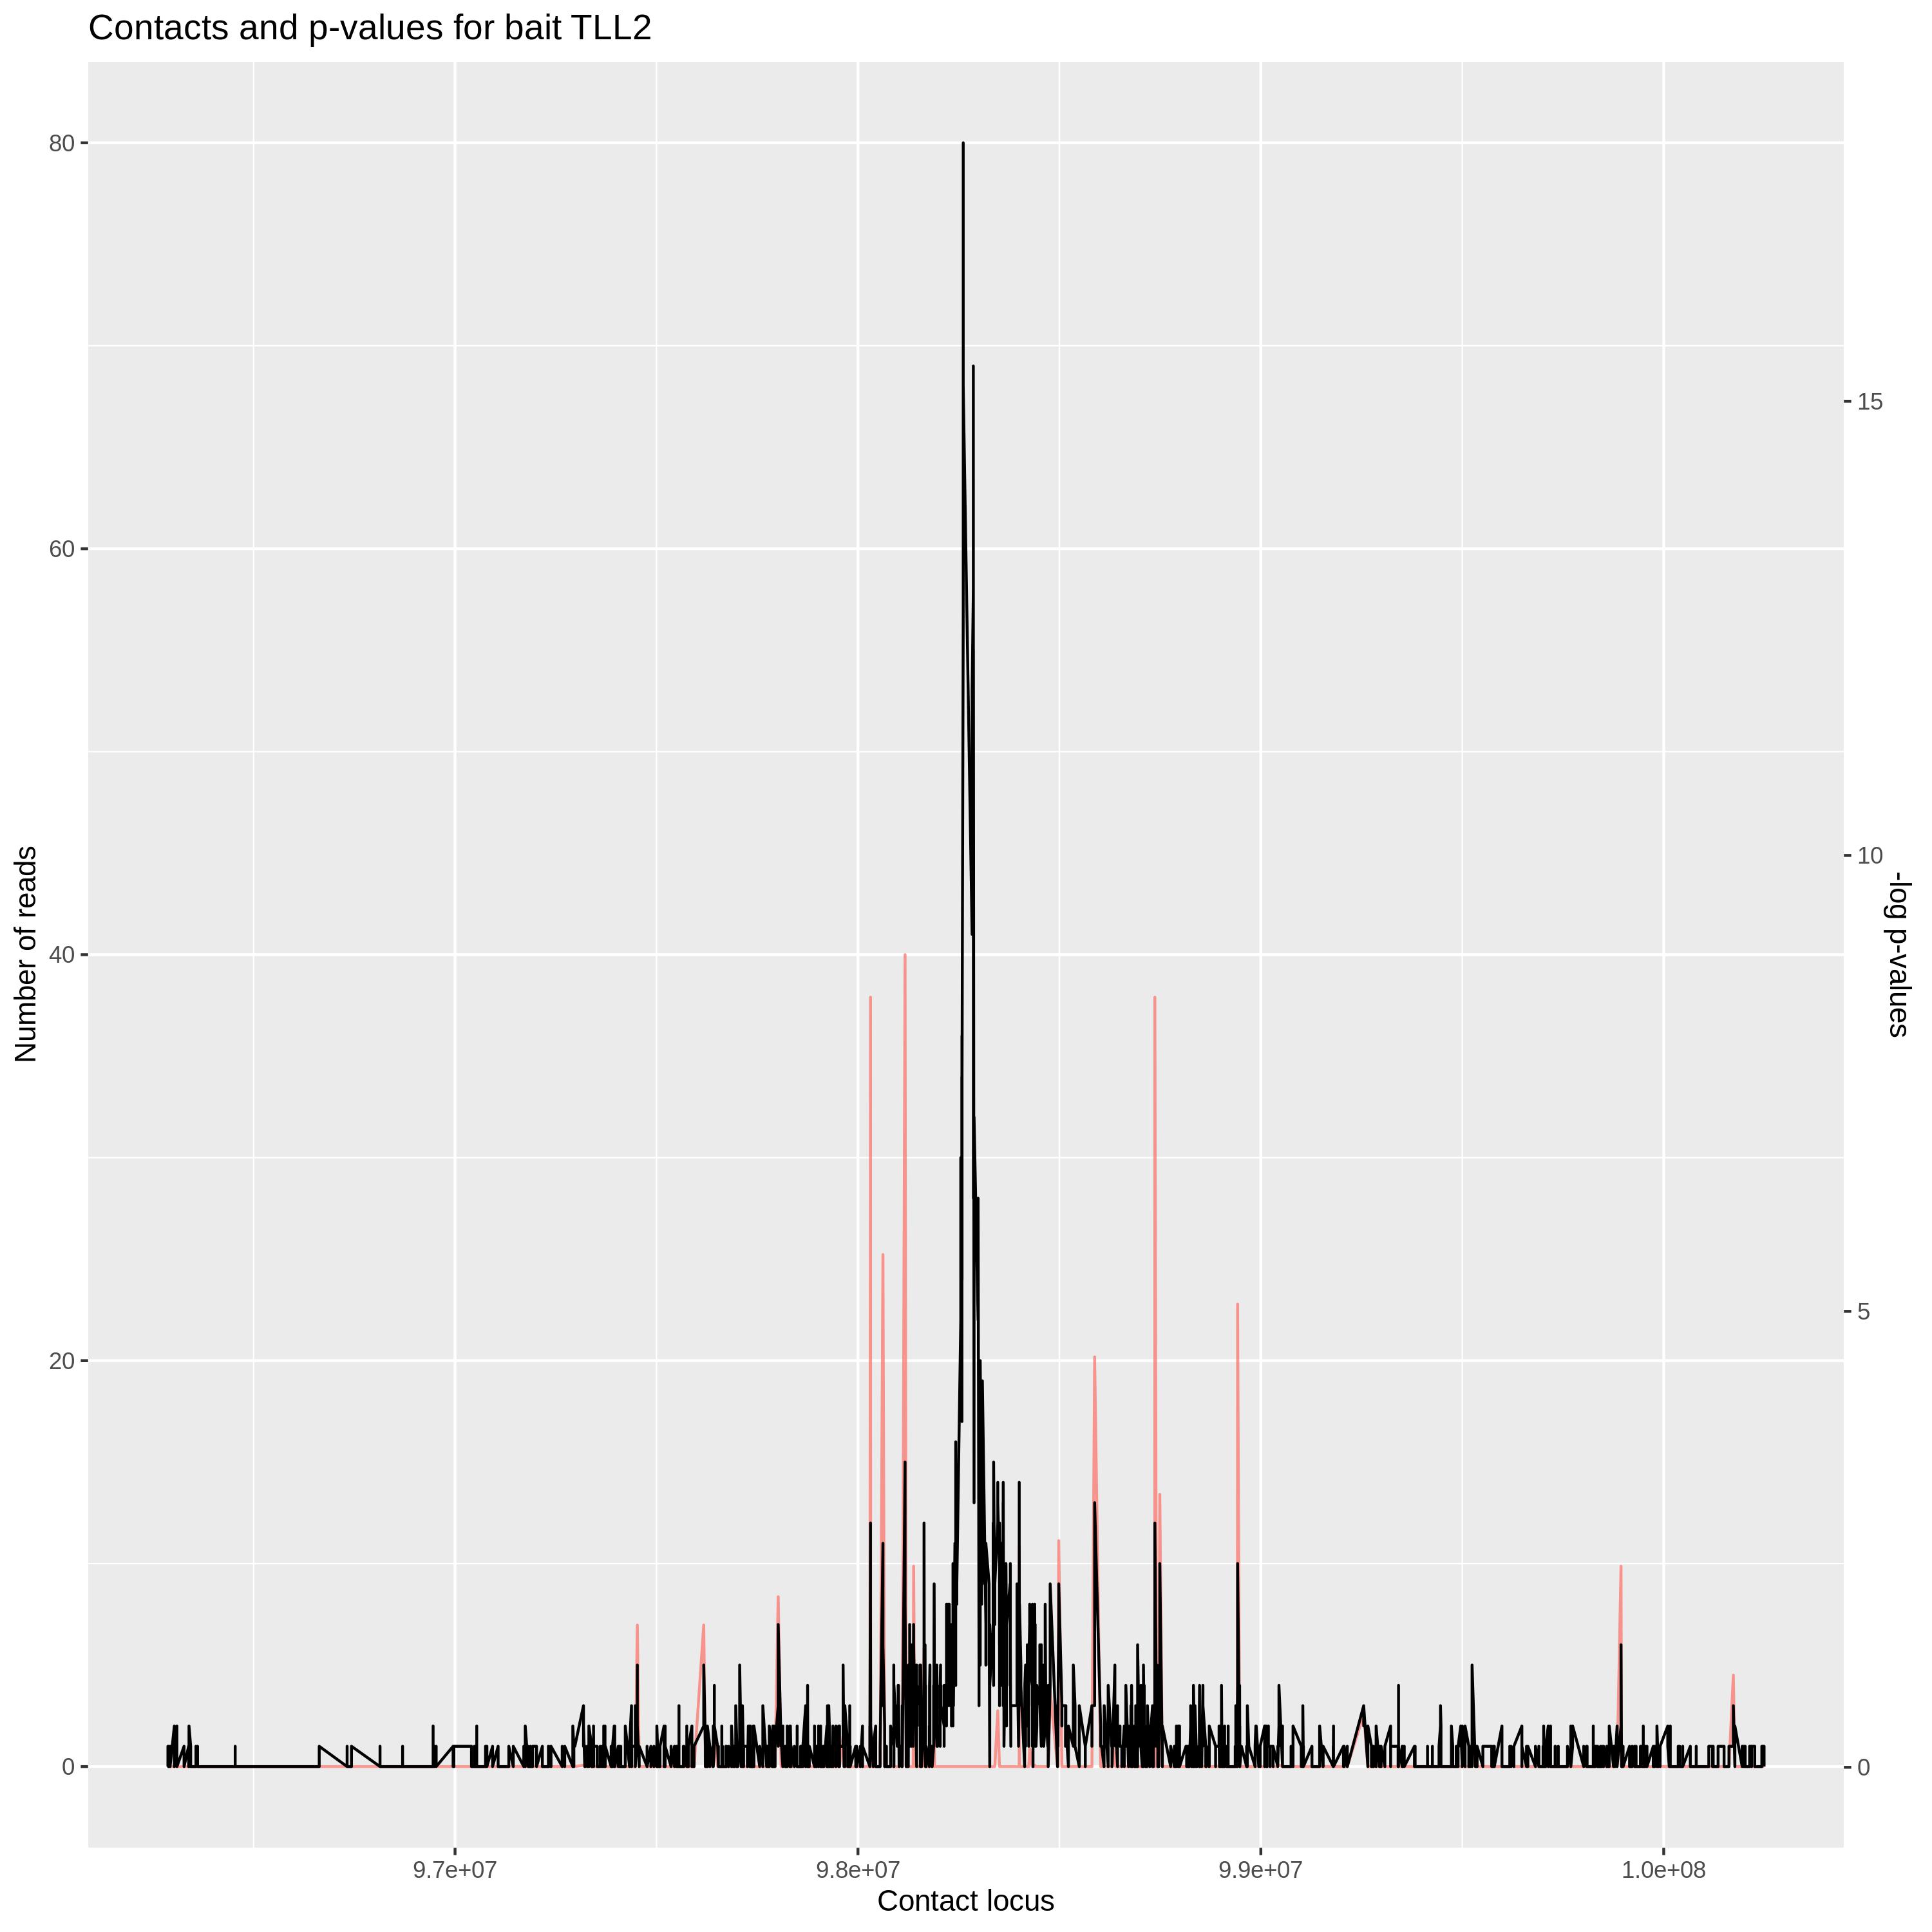 Contacts and p-values for bait TLL2
80
60
40
20
0
Number of reads
15
10
5
0
-log p-values
9.7e+07
9.8e+07
9.9e+07
1.0e+08
Contact locus